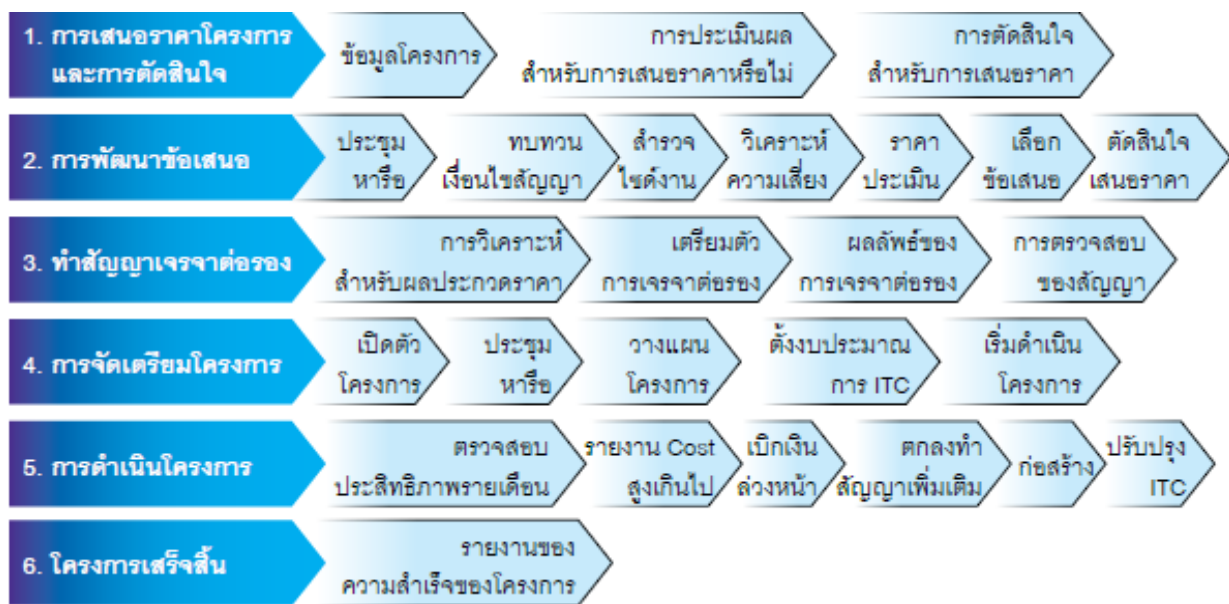 1. การเสนอราคาโครงการ
และการตัดสินใจ
ข้อมูลโครงการ
การประเมินผล
สำหรับการเสนอราคาหรือไม่
การตัดสินใจ
สำหรับการเสนอราคา
2. การพัฒนาข้อเสนอ
ประชุม
หารือ
ทบทวน
เงื่อนไขสัญญา
สำรวจ
ไซด์งาน
วิเคราะห์
ความเสี่ยง
ราคา
ประเมิน
เลือก
ข้อเสนอ
ตัดสินใจ
เสนอราคา
3. ทำสัญญาเจรจาต่อรอง
การวิเคราะห์
สำหรับผลประกวดราคา
เตรียมตัว
การเจรจาต่อรอง
ผลลัพธ์ของ
การเจรจาต่อรอง
การตรวจสอบ
ของสัญญา
4. การจัดเตรียมโครงการ
เปิดตัว
โครงการ
ประชุม
หารือ
วางแผน
โครงการ
ตั้งงบประมาณ
การ ITC
เริ่มดำเนิน
โครงการ
5. การดำเนินโครงการ
ตรวจสอบ
ประสิทธิภาพรายเดือน
รายงาน Cost
สูงเกินไป
เบิกเงิน
ล่วงหน้า
ตกลงทำ
สัญญาเพิ่มเติม
ก่อสร้าง
ปรับปรุง
ITC
6. โครงการเสร็จสิ้น
รายงานของ
ความสำเร็จของโครงการ